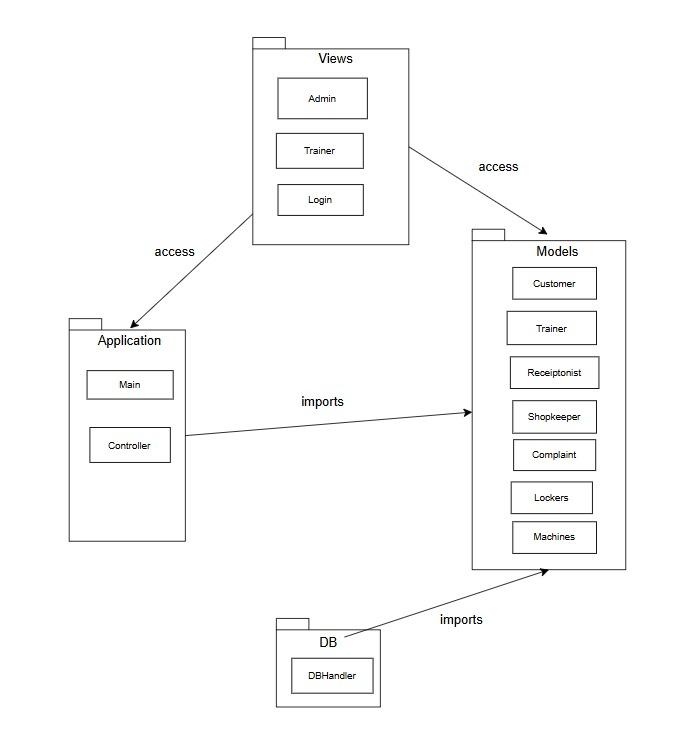 Views
Admin
Trainer
Login
access
access
Models
Customer
Trainer
Receiptonist
Shopkeeper
Complaint
Lockers
Machines
Application
Main
Controller
imports
imports
DB
DBHandler